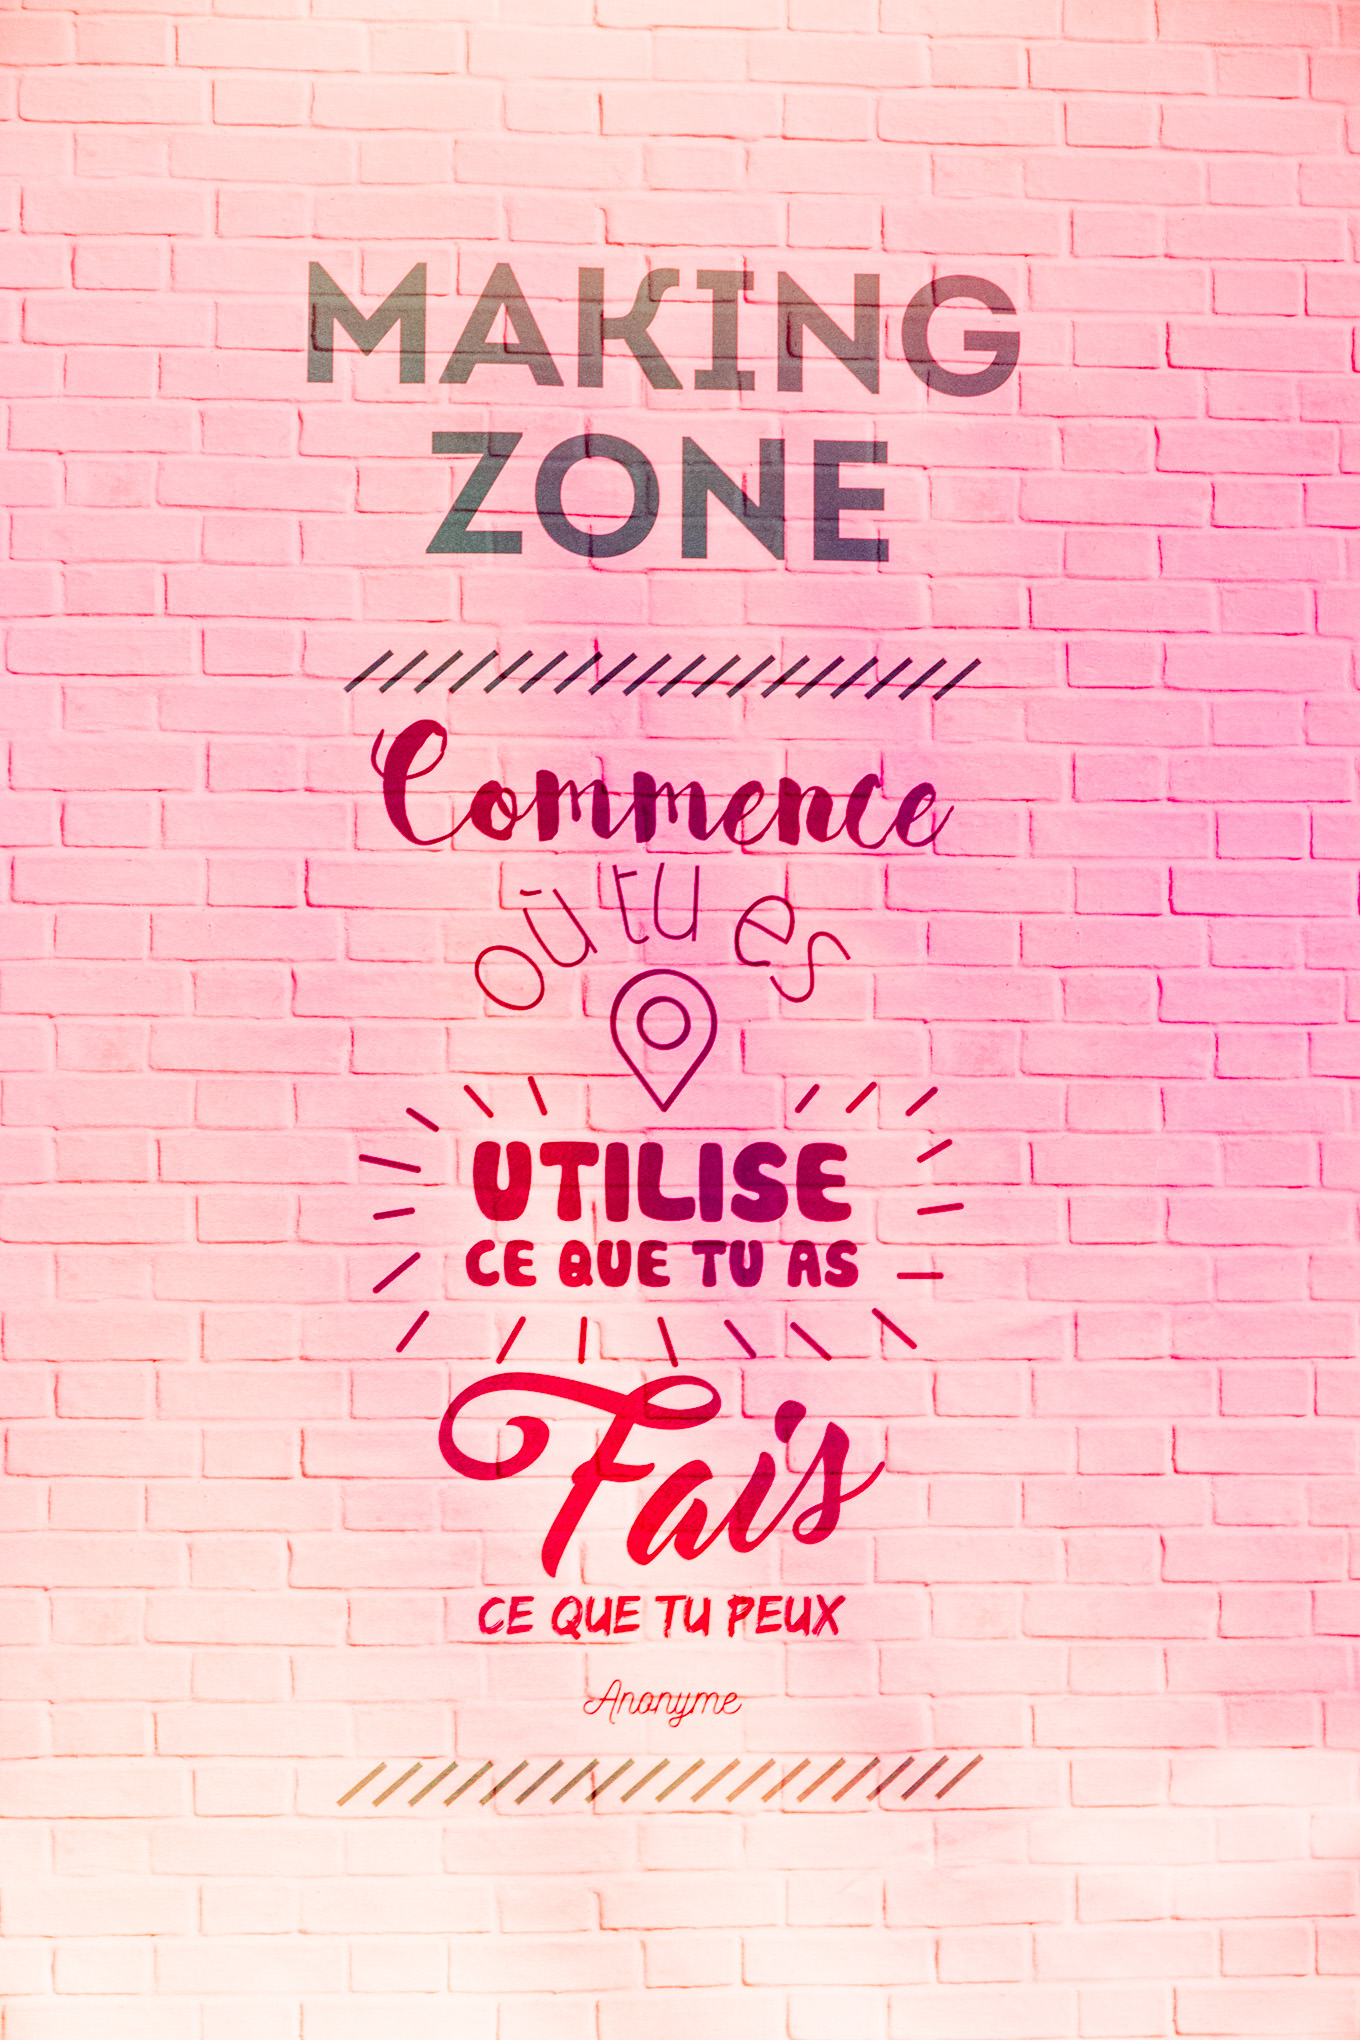 MAKING
ZONE
Commence
où tu es
UTILISE
CE QUE TU AS
Fais
CE QUE TU PEUX
Anonyme